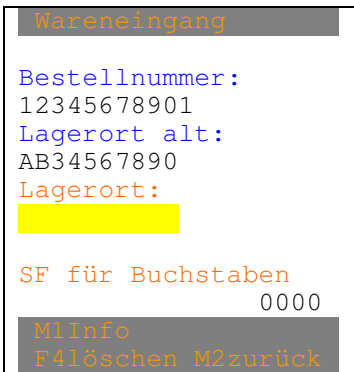 Wareneingang
Bestellnummer:
12345678901
Lagerort alt:
AB34567890
Lagerort:
SF für Buchstaben
0000
M1Info
F4löschen M2zurück